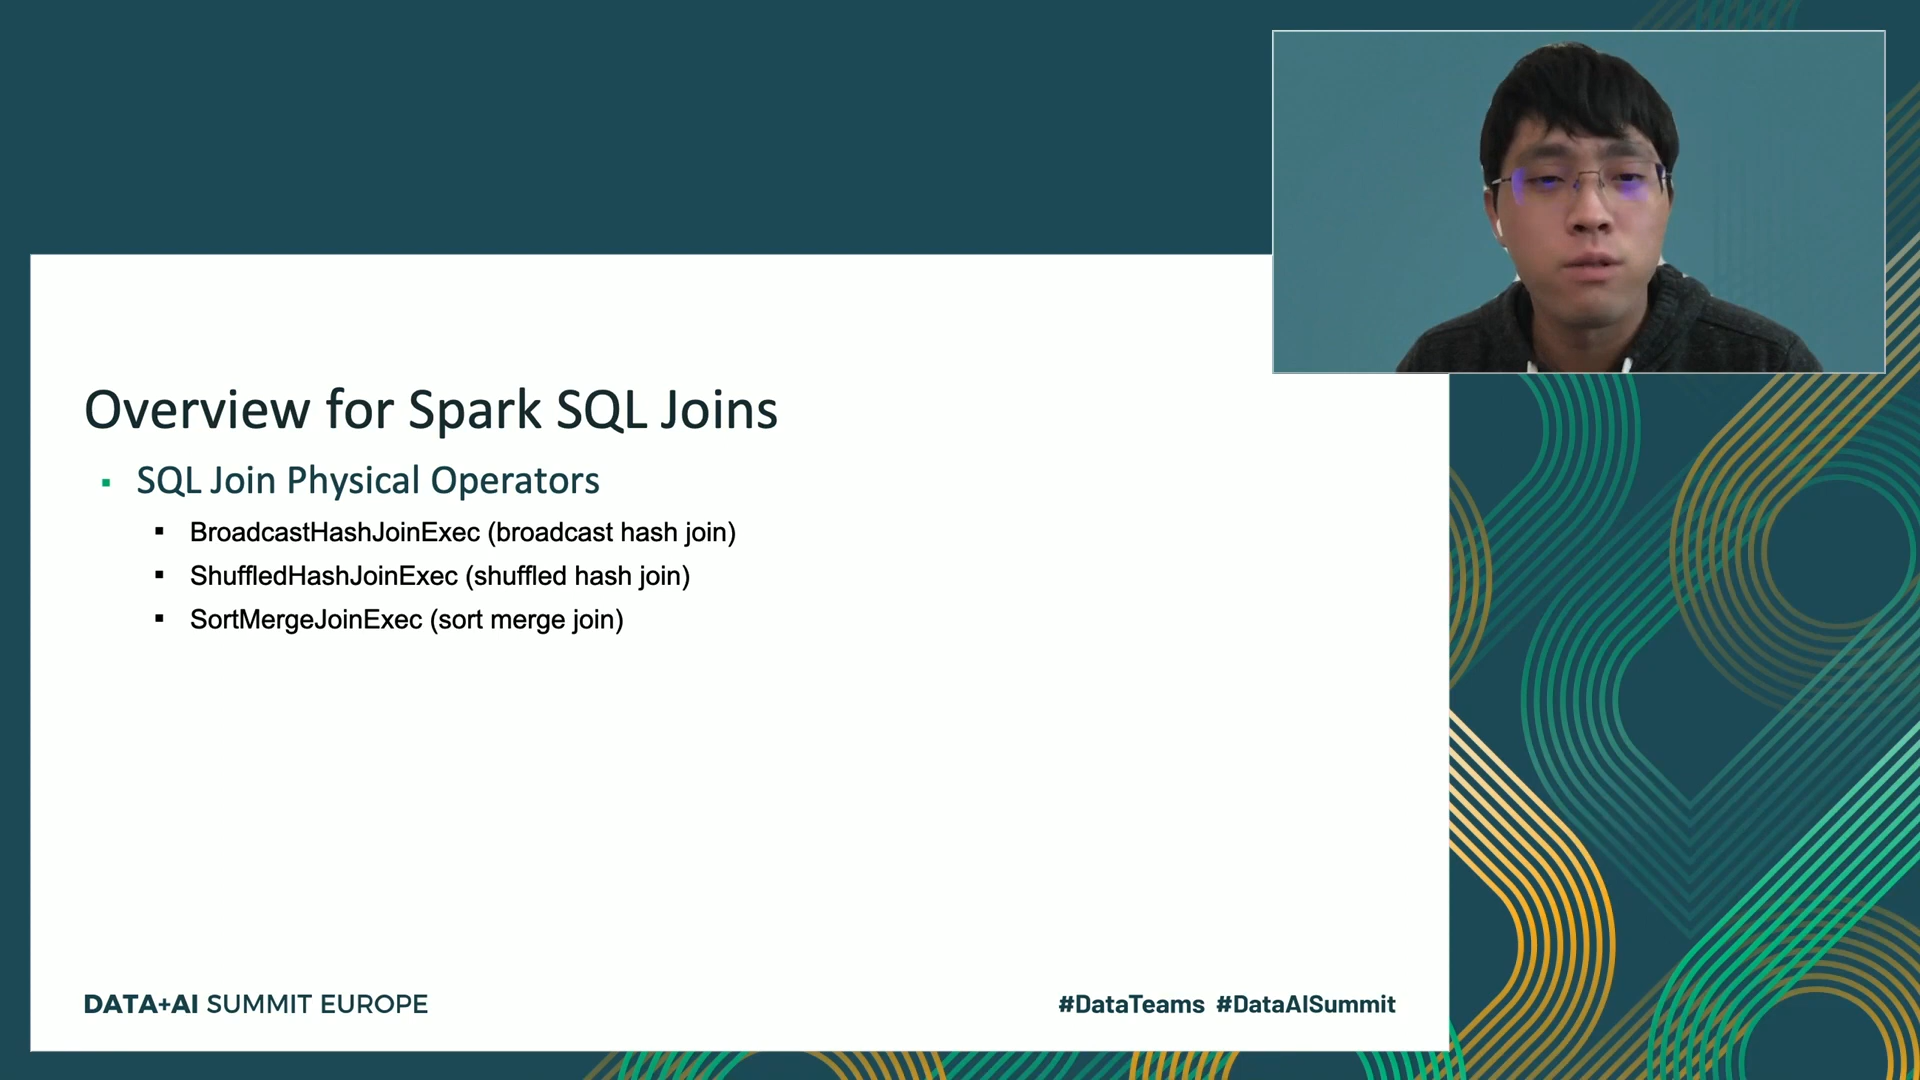 Overview for Spark SQL Joins
▪ SQL Join Physical Operators
▪ BroadcastHashJoinExec (broadcast hash join)
▪ ShuffledHashJoinExec (shuffled hash join)
▪ SortMergeJoinExec (sort merge join)
DATA+AI SUMMIT EUROPE
#DataTeams #DataAISummit